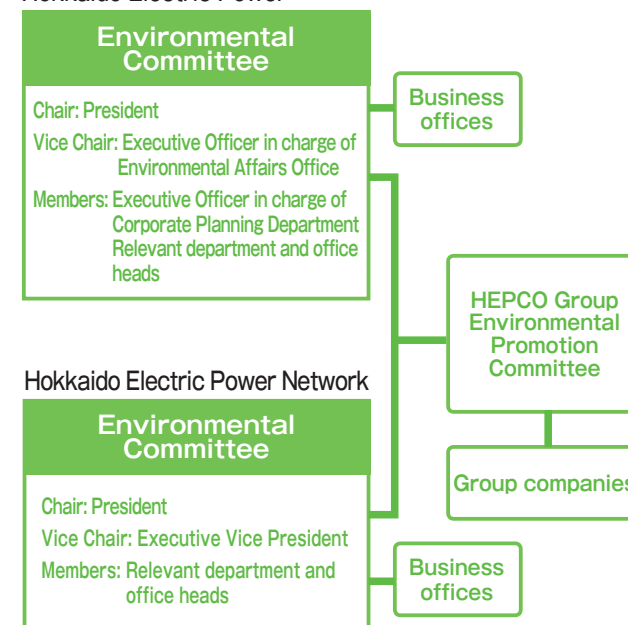 Hokkaido Electric Power
Environmental
Committee
Chair: President
Vice Chair: Executive Officer in charge of
Environmental Affairs Office
Members: Executive Officer in charge of
Corporate Planning Department
Relevant department and office
heads
Business
offices
HEPCO Group
Environmental
Promotion
Committee
Group companies
Hokkaido Electric Power Network
Environmental
Committee
Chair: President
Vice Chair: Executive Vice President
Members: Relevant department and
office heads
Business
offices